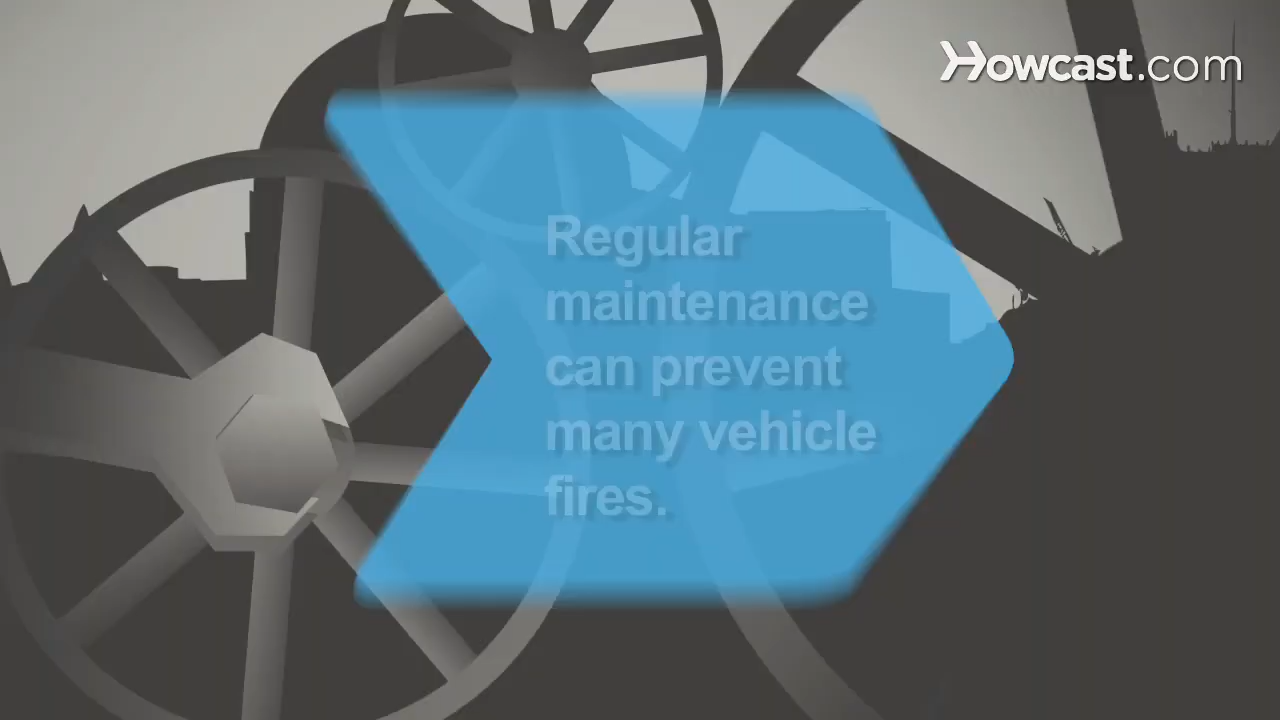 Howcast.com
Regular
maintenance
can prevent
many vehicle
fires.